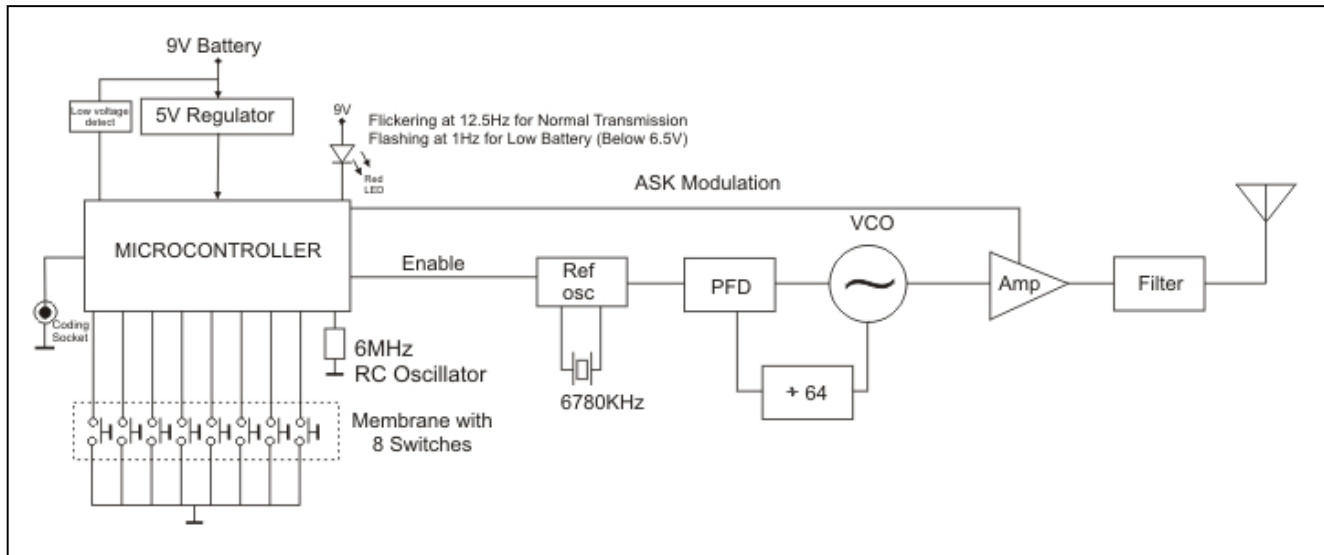 9V Battery
Low voltage
detect
5V Regulator
9V
Flickering at 12.5Hz for Normal Transmission
Flashing at 1Hz for Low Battery (Below 6.5V)
Red
LED
ASK Modulation
MICROCONTROLLER
Enable
Ref
osc
PFD
VCO
Amp
Filter
Coding
Socket
6MHz
RC Oscillator
6780KHz
÷ 64
Membrane with
8 Switches